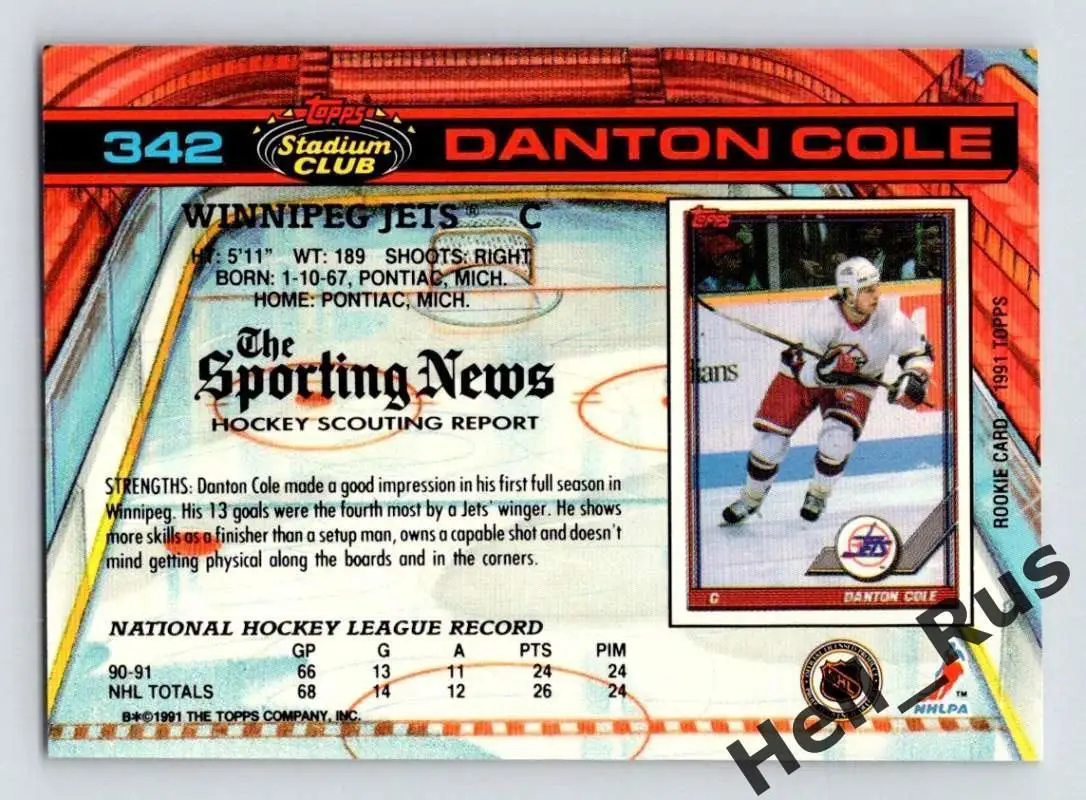 342
Topps
Stadium
CLUB
DANTON COLE
WINNIPEG JETS® C
HT: 5'11" WT: 189 SHOOTS: RIGHT
BORN: 1-10-67, PONTIAC, MICH.
HOME: PONTIAC, MICH.
The
Sporting News
HOCKEY SCOUTING REPORT
STRENGTHS: Danton Cole made a good impression in his first full season in
Winnipeg. His 13 goals were the fourth most by a Jets' winger. He shows
more skills as a finisher than a setup man, owns a capable shot and doesn't
mind getting physical along the boards and in the corners.
NATIONAL HOCKEY LEAGUE RECORD
GP G A PTS PIM
90-91 66 13 11 24 24
NHL TOTALS 68 14 12 26 24
B*©1991 THE TOPPS COMPANY, INC.
Topps
ians
JETS
C DANTON COLE
ROOKIE CARD 1991 TOPPS
NHL
NHLPA
TM
Hell_Rus